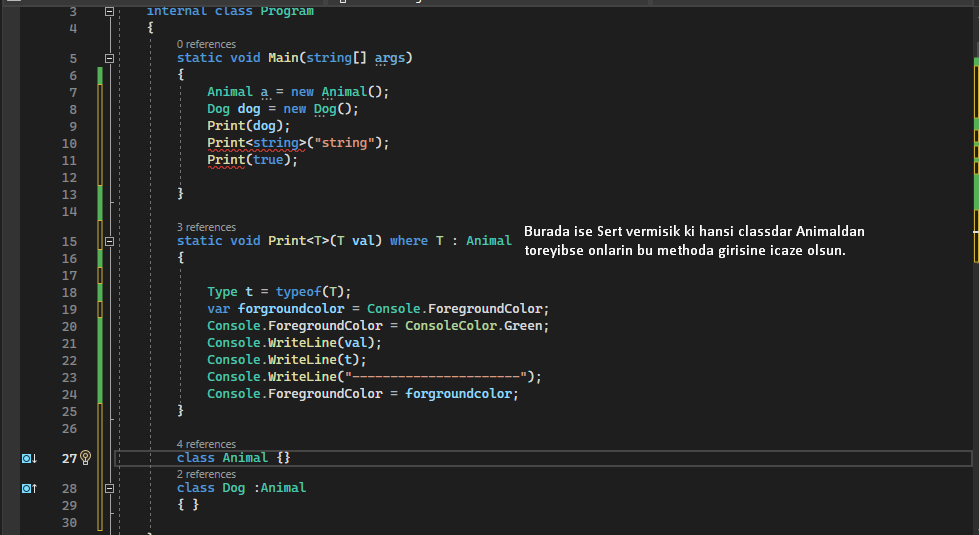 3 internal class Program
4 {
0 references
5 static void Main(string[] args)
6 {
7 Animal a = new Animal();
8 Dog dog = new Dog();
9 Print(dog);
10 Print<string>("string");
11 Print(true);
12
13 }
14
3 references
15 static void Print<T>(T val) where T : Animal
Burada ise Sert vermisik ki hansi classdar Animaldan
toreyibse onlarin bu methoda girisine icaze olsun.
16 {
17
18 Type t = typeof(T);
19 var forgroundcolor = Console.ForegroundColor;
20 Console.ForegroundColor = ConsoleColor.Green;
21 Console.WriteLine(val);
22 Console.WriteLine(t);
23 Console.WriteLine("----------------------");
24 Console.ForegroundColor = forgroundcolor;
25 }
26
4 references
27 class Animal {}
2 references
28 class Dog :Animal
29 { }
30